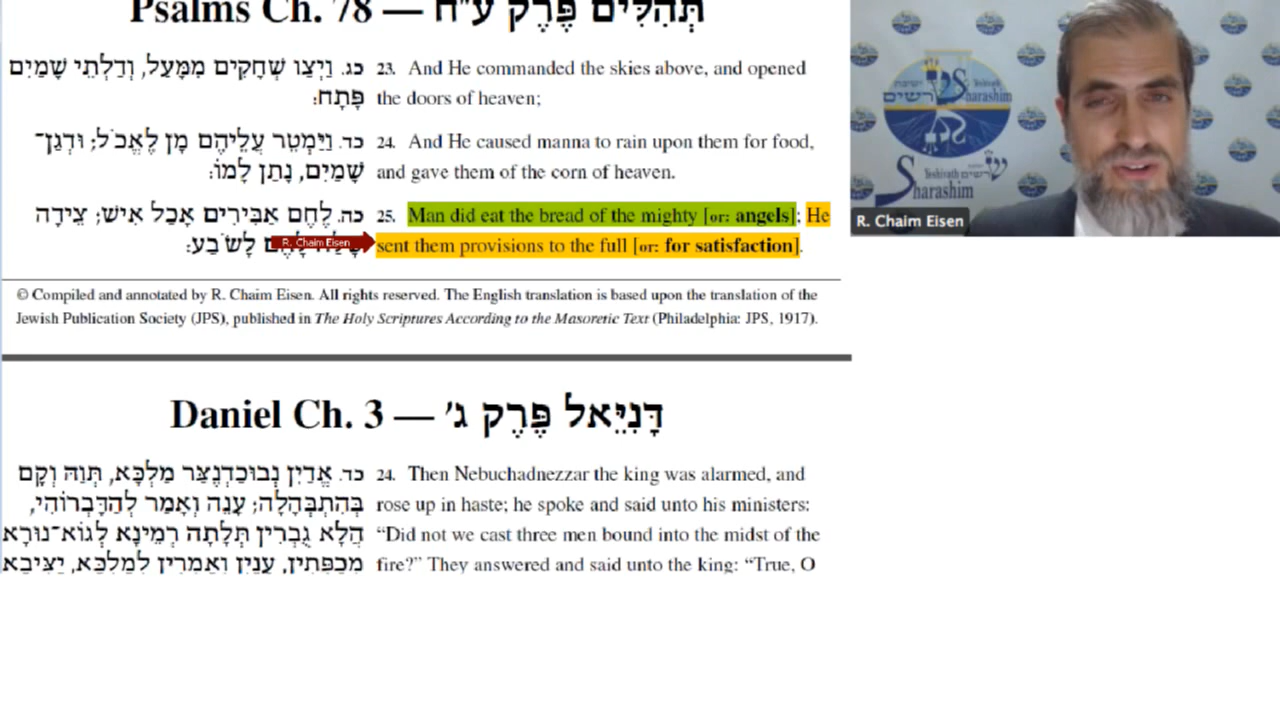 Psalms Ch. 78 — תְּהִלִּים פֶּרֶק ע״ח
כג. וַיְצַו שְׁחָקִים מִמָּעַל, וְדַלְתֵי שָׁמַיִם
פָּתָח:
23. And He commanded the skies above, and opened
the doors of heaven;
כד. וַיַּמְטֵר עֲלֵיהֶם מָן לֶאֱכֹל; וּדְגַן־
שָׁמַיִם, נָתַן לָמוֹ:
24. And He caused manna to rain upon them for food,
and gave them of the corn of heaven.
כה. לֶחֶם אַבִּירִים אָכַל אִישׁ; צֵידָה
לָשֹׂבַע:
25. Man did eat the bread of the mighty [or: angels]; He
sent them provisions to the full [or: for satisfaction].
R. Chaim Eisen
© Compiled and annotated by R. Chaim Eisen. All rights reserved. The English translation is based upon the translation of the
Jewish Publication Society (JPS), published in The Holy Scriptures According to the Masoretic Text (Philadelphia: JPS, 1917).
Daniel Ch. 3 — דָּנִיֵּאל פֶּרֶק ג׳
כד. אֱדַיִן נְבוּכַדְנֶצַּר מַלְכָּא, תְּוַהּ וְקָם
בְּהִתְבְּהָלָה; עָנֵה וְאָמַר לְהַדָּבְרוֹהִי,
הֲלָא גֻבְרִין תְּלָתָה רְמֵינָא לְגוֹא־נוּרָא
מְכַפְּתִין, עָנַיִן וְאָמְרִין לְמַלְכָּא, יַצִּיבָא
24. Then Nebuchadnezzar the king was alarmed, and
rose up in haste; he spoke and said unto his ministers:
“Did not we cast three men bound into the midst of the
fire?” They answered and said unto the king: “True, O
Yeshivath
Sharashim
ישיבת
שרשים
Yeshivath שרשים
Sharashim
R. Chaim Eisen